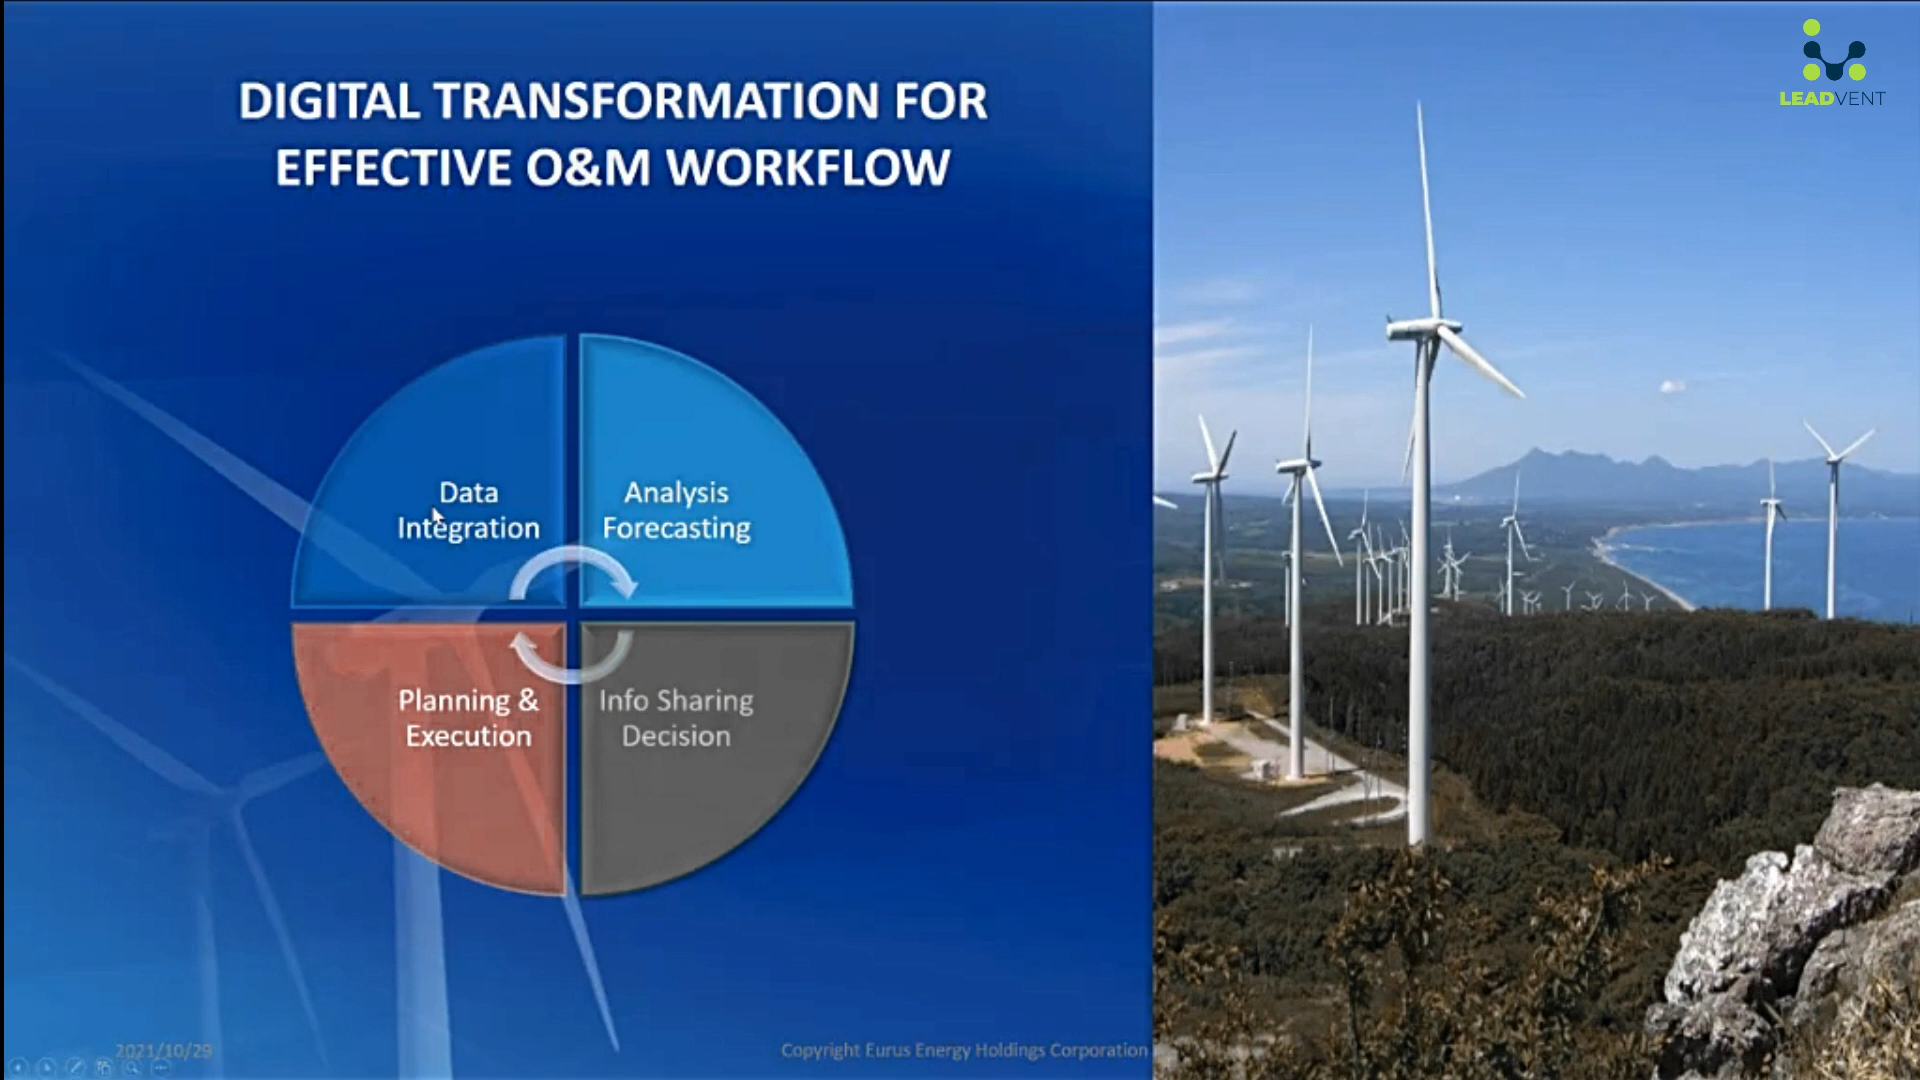 LEADVENT
DIGITAL TRANSFORMATION FOR
EFFECTIVE O&M WORKFLOW
Data
Integration
Analysis
Forecasting
Planning &
Execution
Info Sharing
Decision
2021/10/29
Copyright Eurus Energy Holdings Corporation